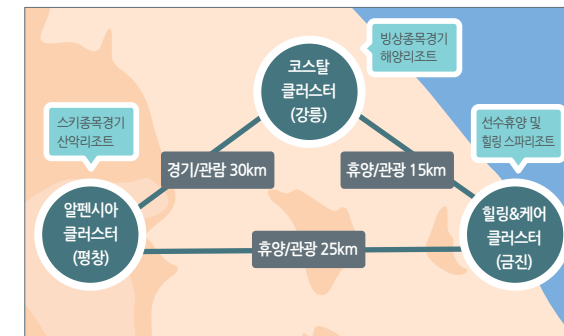 빙상종목경기
해양리조트
코스탈
클러스터
(강릉)
스키종목경기
산악리조트
선수휴양 및
힐링 스파리조트
경기/관람 30km
휴양/관광 15km
알펜시아
클러스터
(평창)
힐링&케어
클러스터
(금진)
휴양/관광 25km